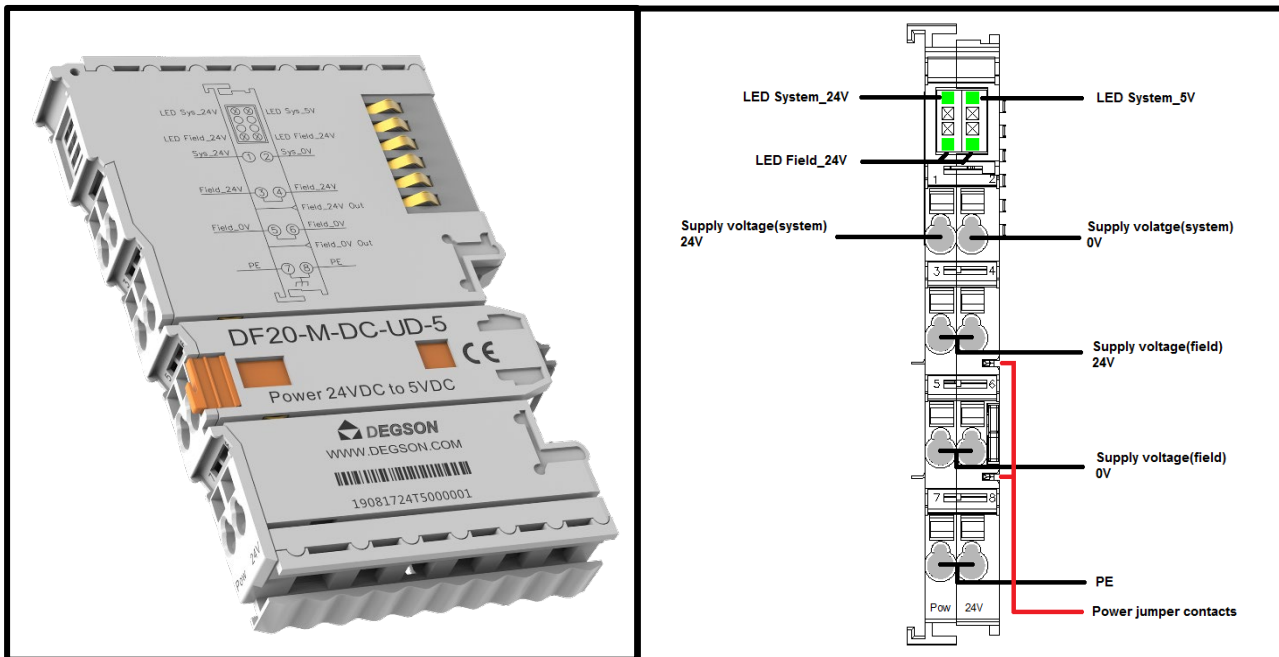 LED Sys_24V
LED Sys_5V
LED Field_24V
LED Field_24V
Sys_24V
1
2
Sys_0V
Field_24V
3
4
Field_24V
Field_24V Out
Field_0V
5
6
Field_0V
Field_0V Out
PE
7
8
PE
DF20-M-DC-UD-5
CE
Power 24VDC to 5VDC
DEGSON
WWW.DEGSON.COM
19081724T5000001
Pow 24V
LED System_24V
LED System_5V
LED Field_24V
1
2
Supply voltage(system)
24V
Supply volatge(system)
0V
3
4
Supply voltage(field)
24V
5
6
Supply voltage(field)
0V
7
8
PE
Pow
24V
Power jumper contacts